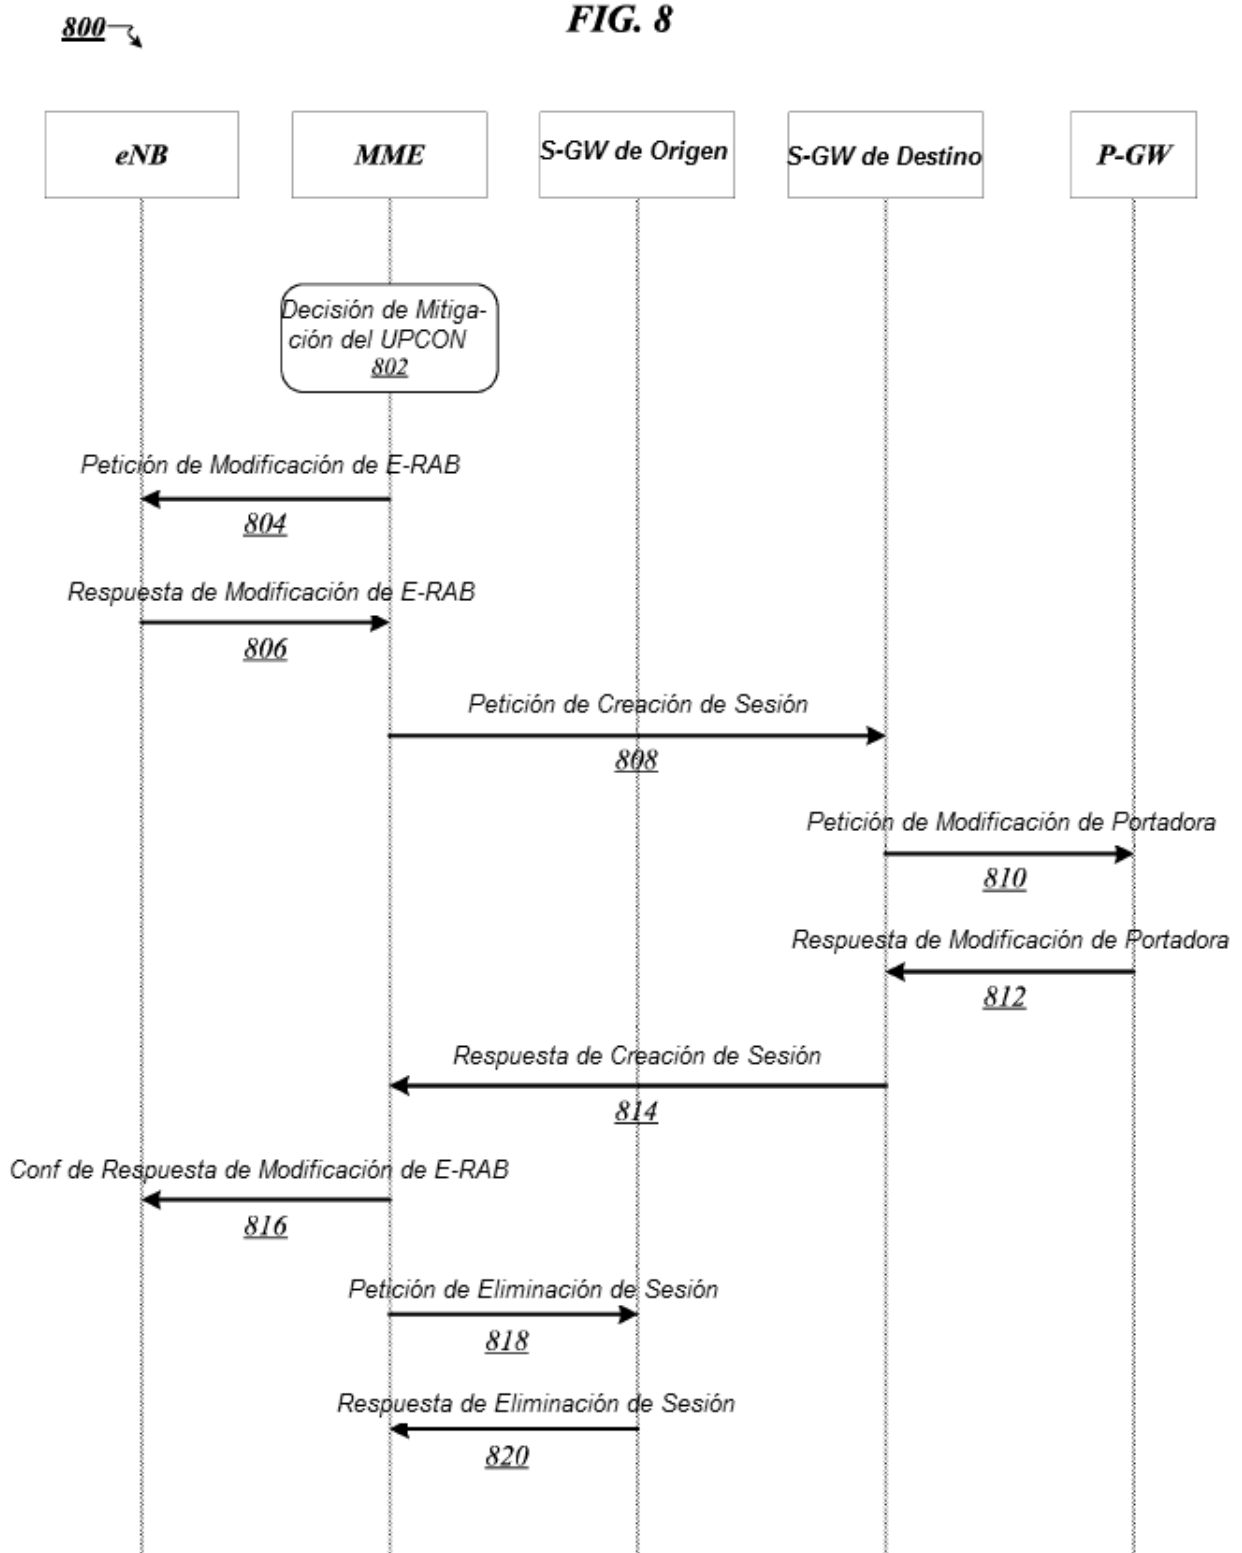 FIG. 8
800
eNB
MME
S-GW de Origen
S-GW de Destino
P-GW
Decisión de Mitiga-
ción del UPCON
802
Petición de Modificación de E-RAB
804
Respuesta de Modificación de E-RAB
806
Petición de Creación de Sesión
808
Petición de Modificación de Portadora
810
Respuesta de Modificación de Portadora
812
Respuesta de Creación de Sesión
814
Conf de Respuesta de Modificación de E-RAB
816
Petición de Eliminación de Sesión
818
Respuesta de Eliminación de Sesión
820